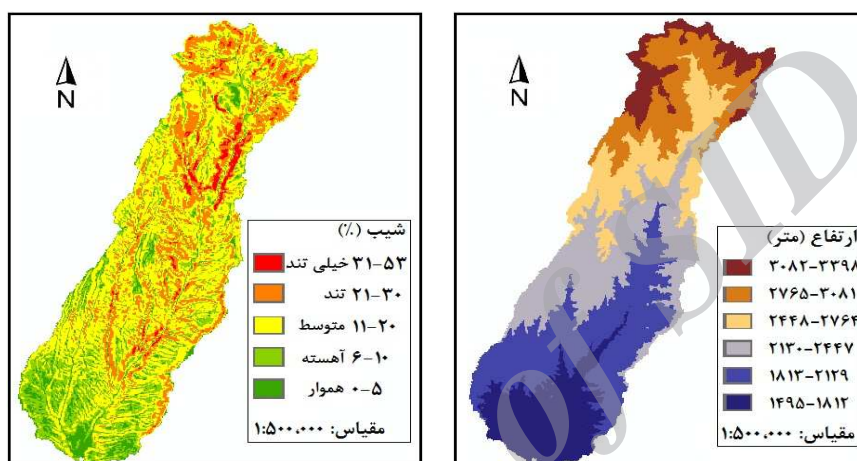 N
شیب (٪)
۳۱-۵۳ خیلی تند
۲۱-۳۰ تند
۱۱-۲۰ متوسط
۶-۱۰ آهسته
۰-۵ هموار
مقیاس: ۱:۵۰۰,۰۰۰
N
ارتفاع (متر)
۳۰۸۲-۳۳۹۸
۲۷۶۵-۳۰۸۱
۲۴۴۸-۲۷۶۴
۲۱۳۰-۲۴۴۷
۱۸۱۳-۲۱۲۹
۱۴۹۵-۱۸۱۲
مقیاس: ۱:۵۰۰,۰۰۰
of SID